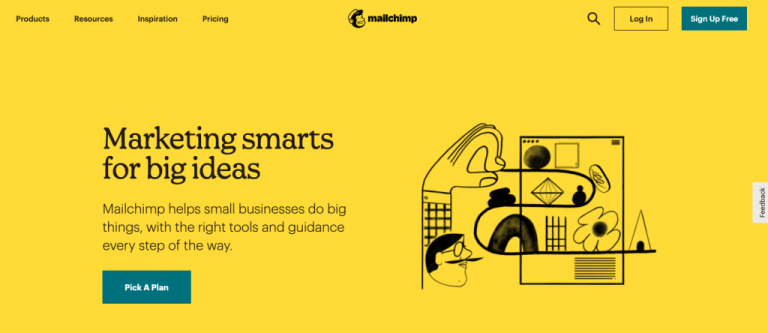 Products
Resources
Inspiration
Pricing
mailchimp
Log In
Sign Up Free
Marketing smarts
for big ideas
Mailchimp helps small businesses do big
things, with the right tools and guidance
every step of the way.
Pick A Plan
Feedback